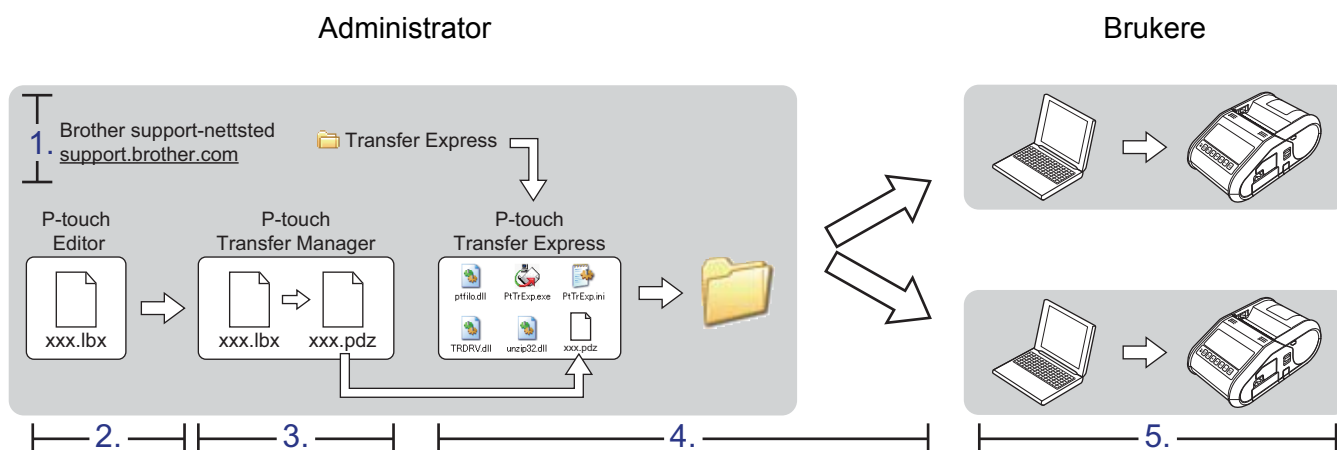 Administrator
Brukere
1.
Brother support-nettsted
support.brother.com
Transfer Express
P-touch
Editor
xxx.lbx
P-touch
Transfer Manager
xxx.lbx
xxx.pdz
P-touch
Transfer Express
ptfilo.dll
PtTrExp.exe
PtTrExp.ini
TRDRV.dll
unzip32.dll
xxx.pdz
2.
3.
4.
5.